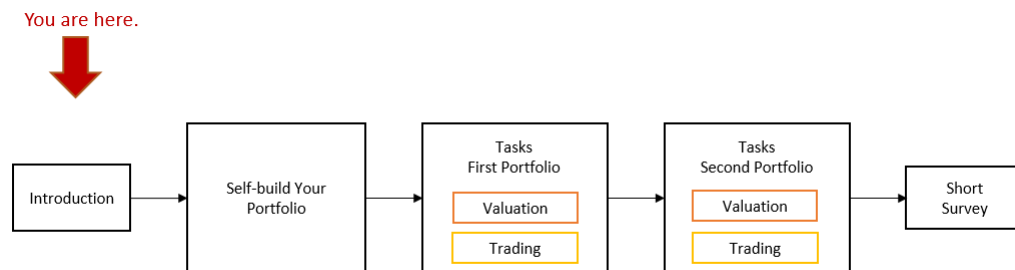 You are here.
Introduction
Self-build Your
Portfolio
Tasks
First Portfolio
Valuation
Trading
Tasks
Second Portfolio
Valuation
Trading
Short
Survey